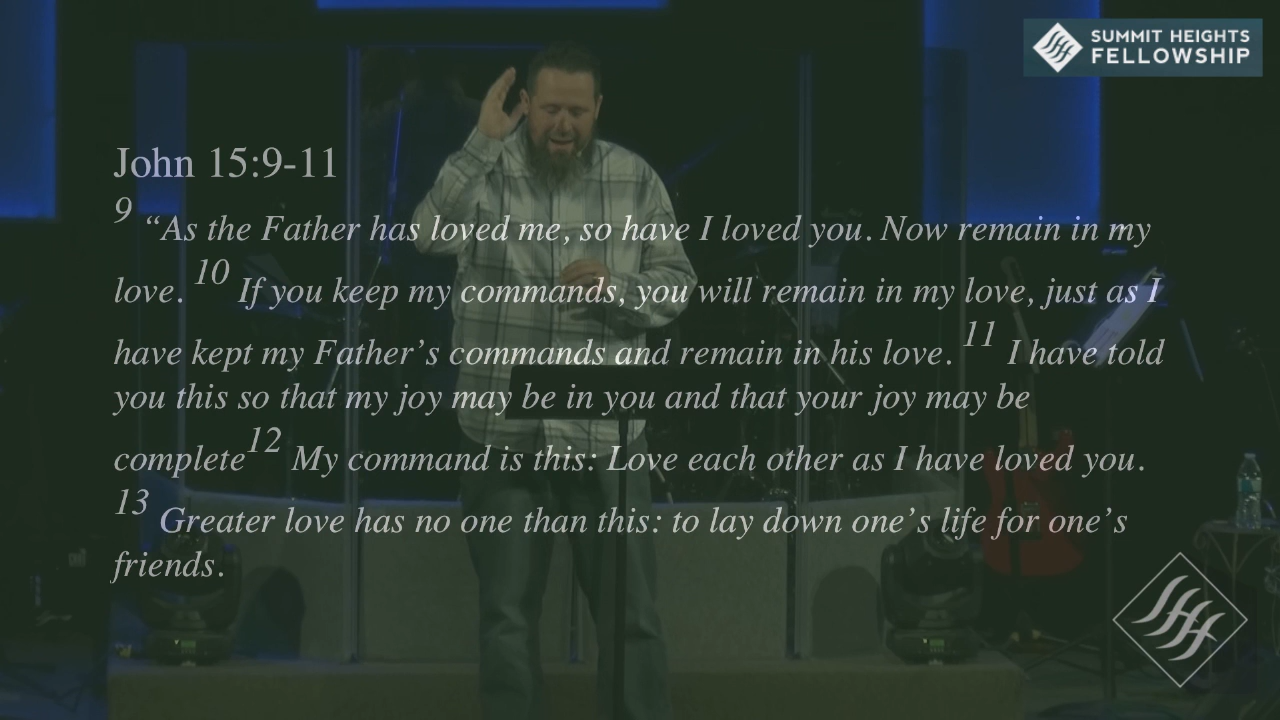 SUMMIT HEIGHTS
FELLOWSHIP
John 15:9-11
9 “As the Father has loved me, so have I loved you. Now remain in my
love. 10 If you keep my commands, you will remain in my love, just as I
have kept my Father’s commands and remain in his love. 11 I have told
you this so that my joy may be in you and that your joy may be
complete12 My command is this: Love each other as I have loved you.
13 Greater love has no one than this: to lay down one’s life for one’s
friends.